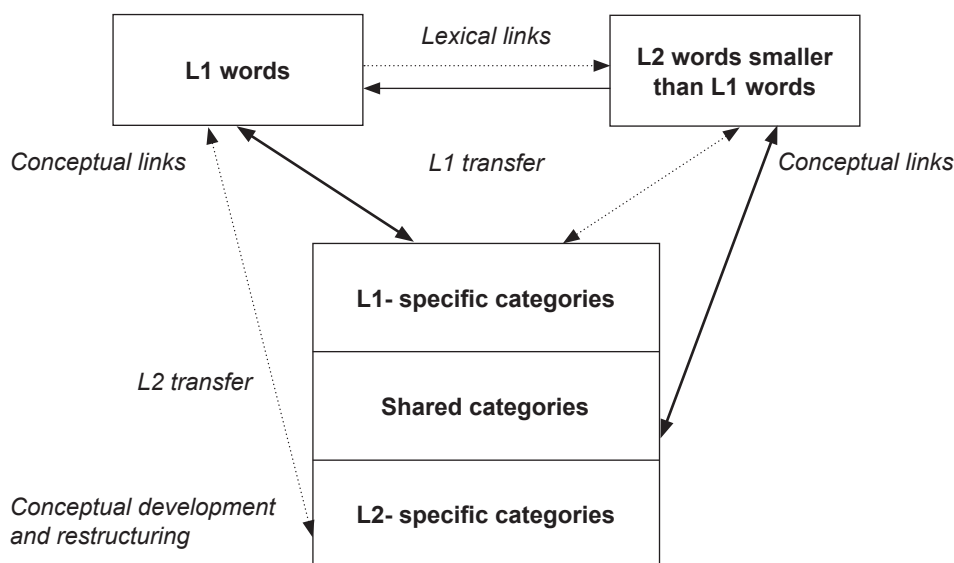 Lexical links
L1 words
L2 words smaller
than L1 words
Conceptual links
L1 transfer
Conceptual links
L1- specific categories
L2 transfer
Shared categories
Conceptual development
and restructuring
L2- specific categories